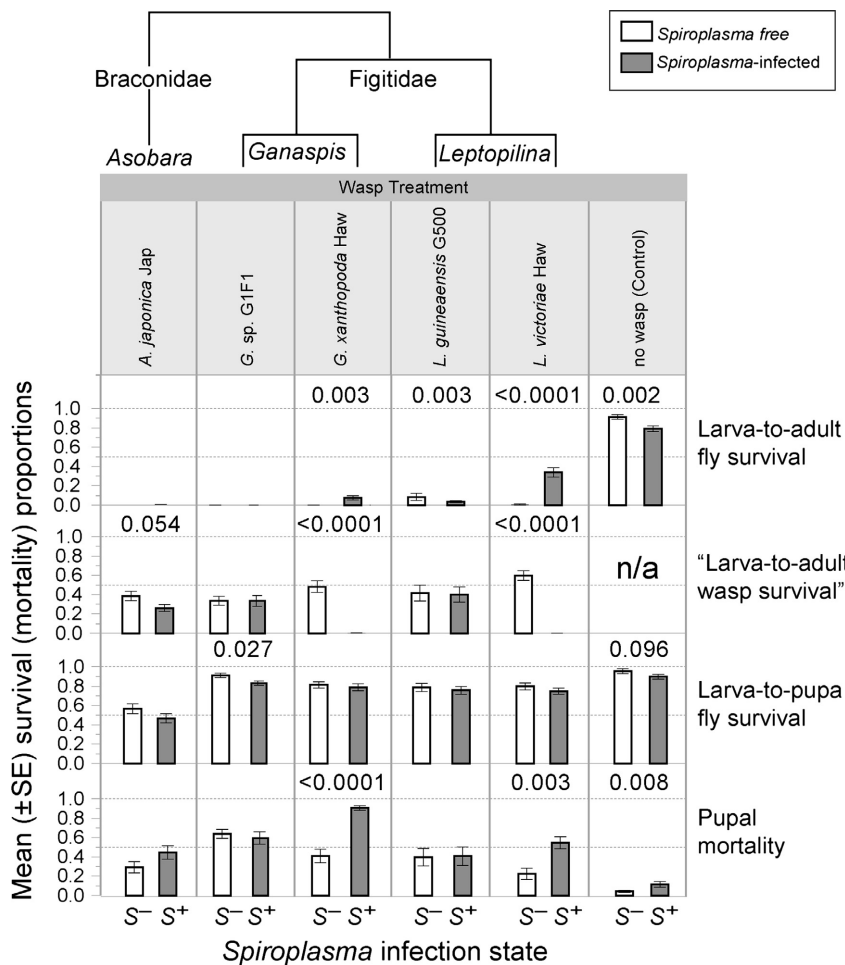 Spiroplasma free
Spiroplasma-infected
Braconidae
Figitidae
Asobara
Ganaspis
Leptopilina
Wasp Treatment
A. japonica Jap
G. sp. G1F1
G. xanthopoda Haw
L. guineaensis G500
L. victoriae Haw
no wasp (Control)
Mean (±SE) survival (mortality) proportions
0.003 0.003 <0.0001 0.002
1.0
0.8
0.6
0.4
0.2
0.0
Larva-to-adult
fly survival
0.054 <0.0001 <0.0001
1.0
0.8
0.6
0.4
0.2
0.0
n/a
“Larva-to-adult
wasp survival”
0.027 0.096
1.0
0.8
0.6
0.4
0.2
0.0
Larva-to-pupa
fly survival
<0.0001 0.003 0.008
1.0
0.8
0.6
0.4
0.2
0.0
Pupal
mortality
S− S+ S− S+ S− S+ S− S+ S− S+ S− S+
Spiroplasma infection state